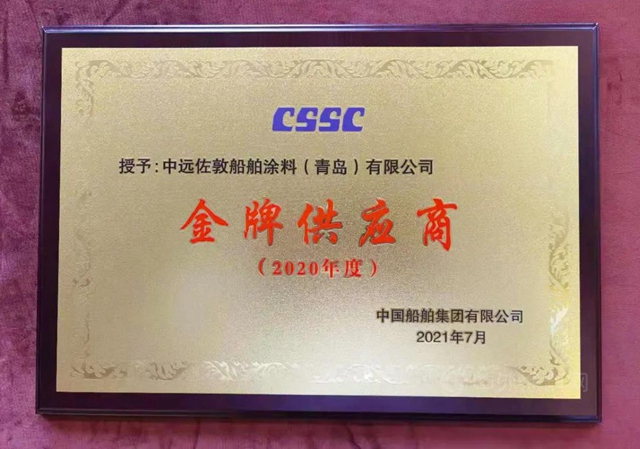 CSSC
授予：中远佐敦船舶涂料（青岛）有限公司
金牌供应商
（2020年度）
中国船舶集团有限公司
2021年7月